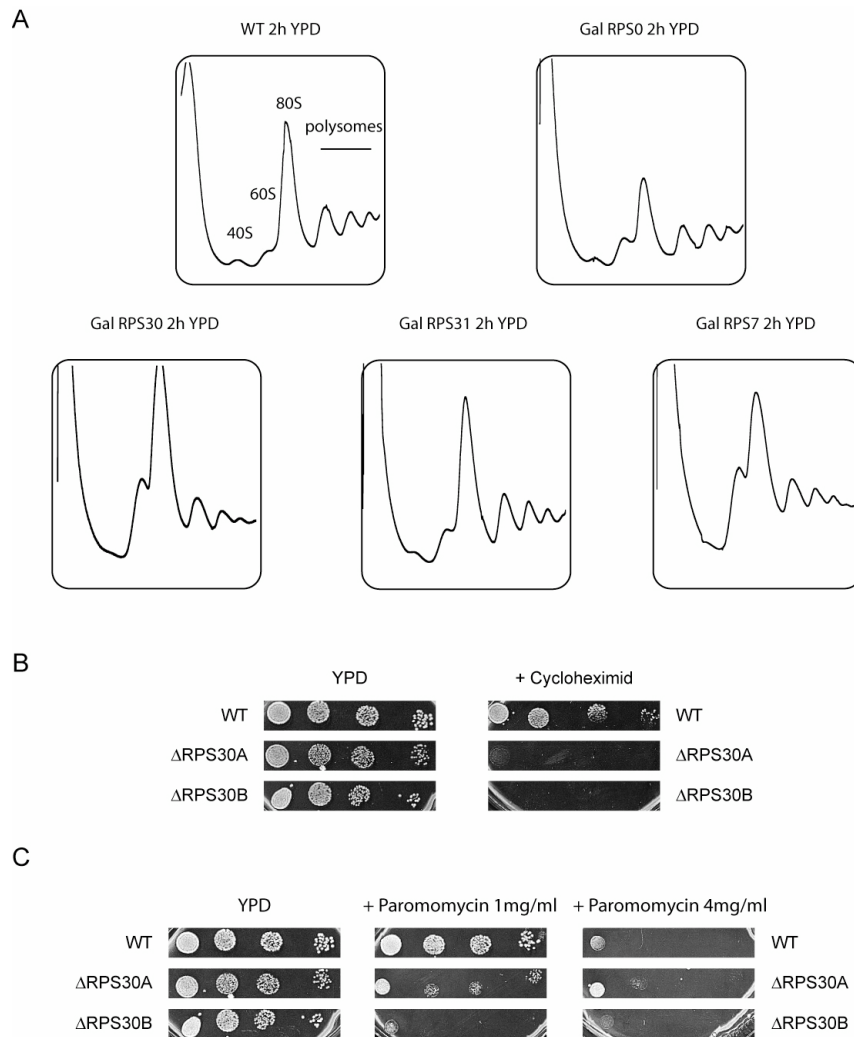 A
WT 2h YPD
Gal RPS0 2h YPD
80S
polysomes
60S
40S
Gal RPS30 2h YPD
Gal RPS31 2h YPD
Gal RPS7 2h YPD
B
YPD
+ Cycloheximid
WT
WT
ΔRPS30A
ΔRPS30A
ΔRPS30B
ΔRPS30B
C
YPD
+ Paromomycin 1mg/ml
+ Paromomycin 4mg/ml
WT
WT
ΔRPS30A
ΔRPS30A
ΔRPS30B
ΔRPS30B